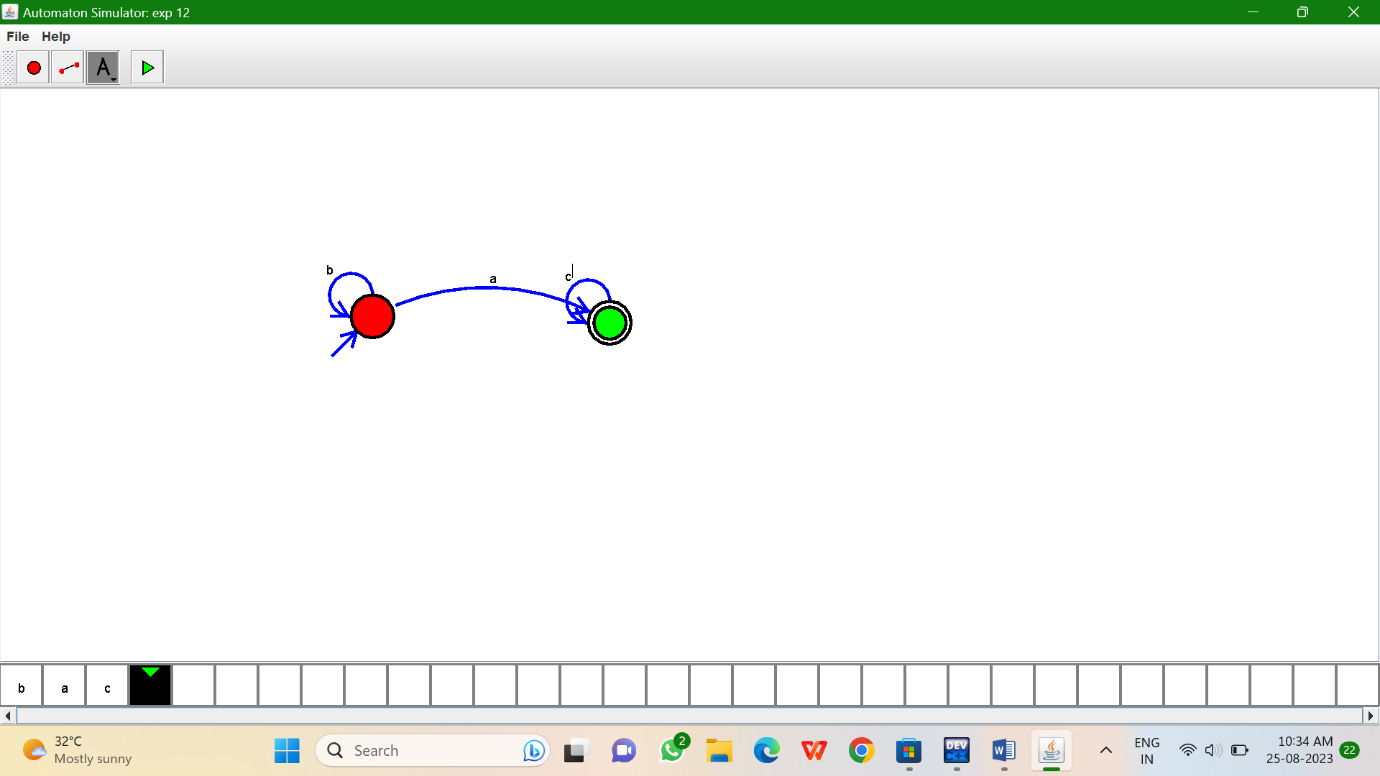 Automaton Simulator: exp 12
File Help
A
b
a
c
b a c
32°C
Mostly sunny
Search
2
DEV
ENG
IN
10:34 AM
25-08-2023
22